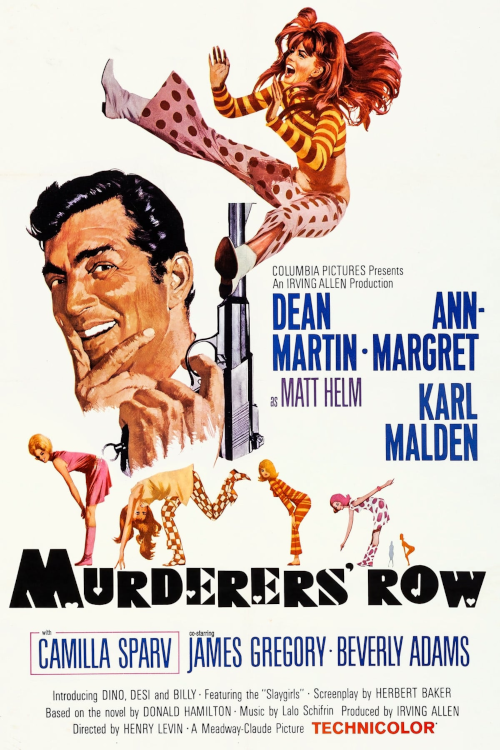 COLUMBIA PICTURES Presents
An IRVING ALLEN Production
DEAN ANN-
MARTIN · MARGRET
as MATT HELM
KARL
MALDEN
MURDERERS' ROW
with
CAMILLA SPARV
co-starring
JAMES GREGORY · BEVERLY ADAMS
Introducing DINO, DESI and BILLY · Featuring the "Slaygirls" · Screenplay by HERBERT BAKER
Based on the novel by DONALD HAMILTON · Music by Lalo Schifrin Produced by IRVING ALLEN
Directed by HENRY LEVIN · A Meadway-Claude Picture TECHNICOLOR®